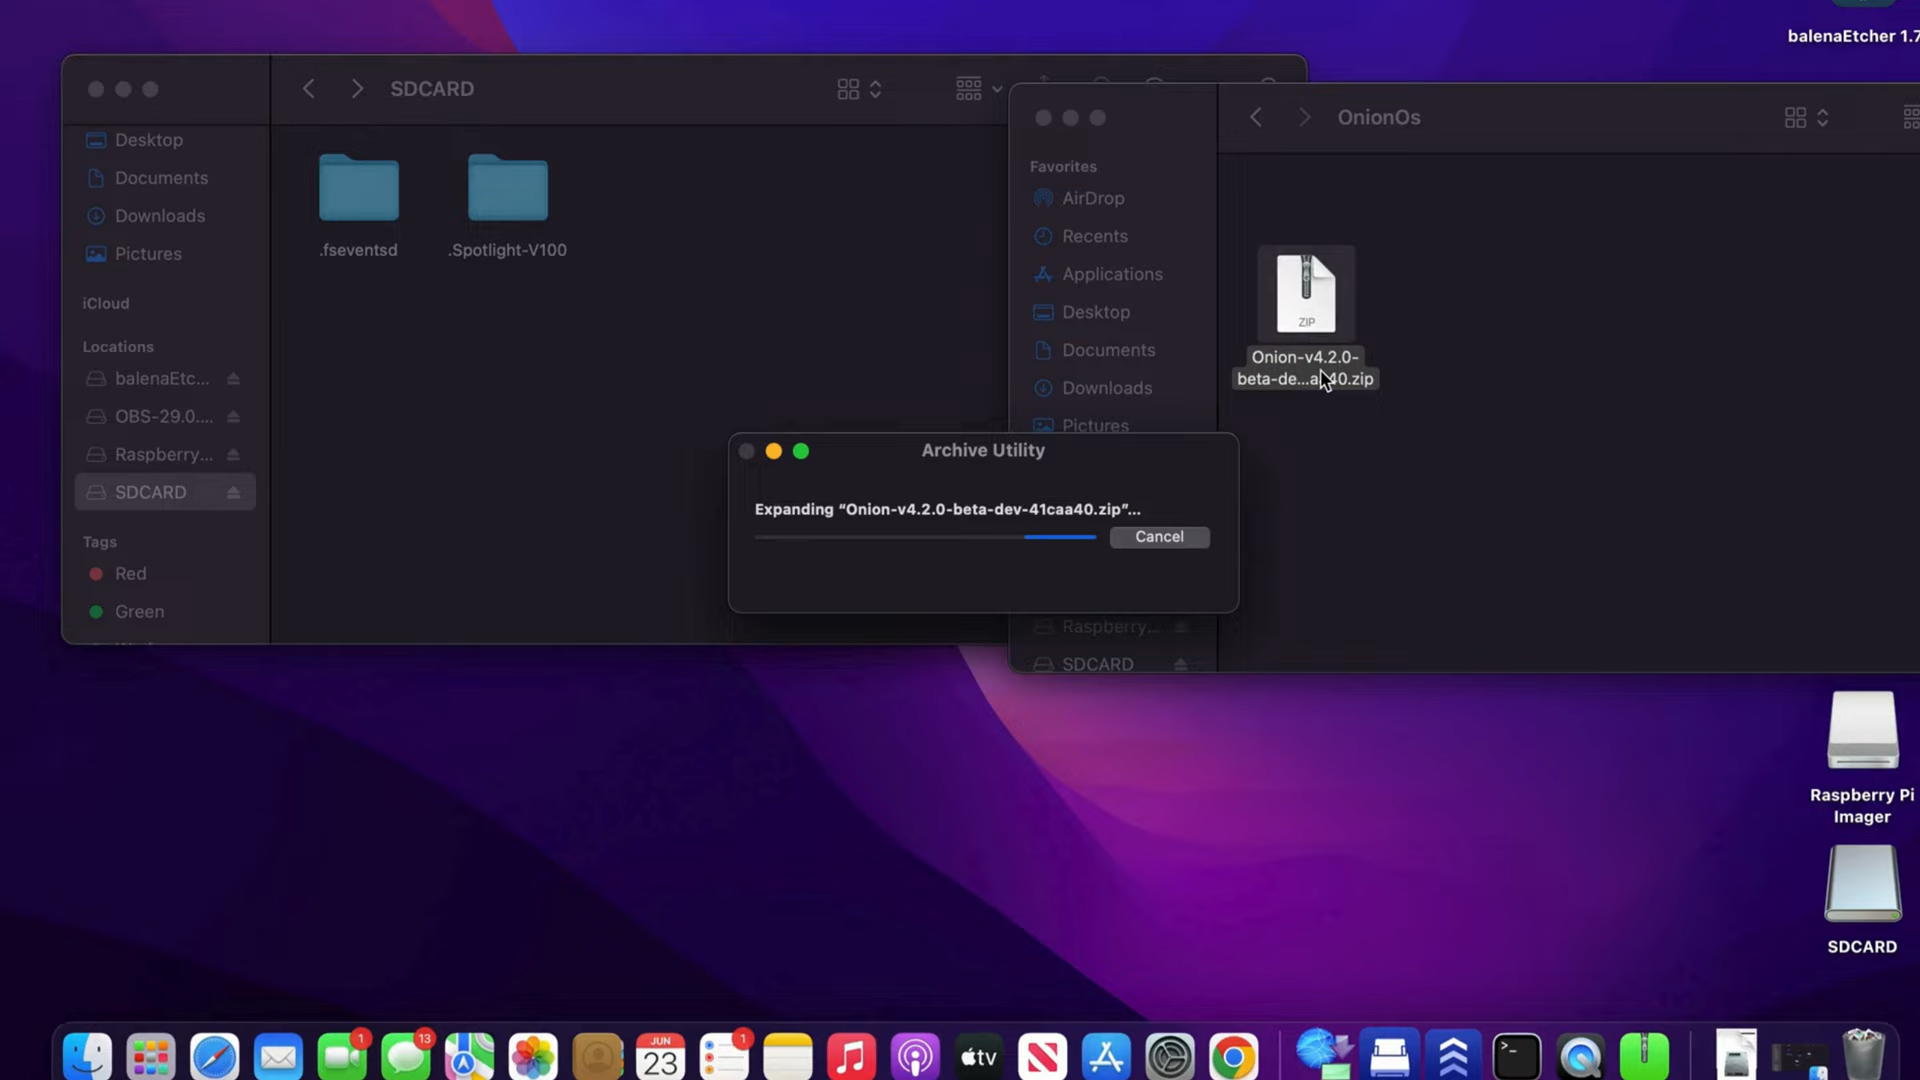 balenaEtcher 1.7
SDCARD
Desktop
Documents
Downloads
Pictures
iCloud
Locations
balenaEtc...
OBS-29.0....
Raspberry...
SDCARD
Tags
Red
Green
.fseventsd
.Spotlight-V100
OnionOs
Favorites
AirDrop
Recents
Applications
Desktop
Documents
Downloads
Pictures
Raspberry...
SDCARD
ZIP
Onion-v4.2.0-
beta-de...a 40.zip
Archive Utility
Expanding “Onion-v4.2.0-beta-dev-41caa40.zip”...
Cancel
Raspberry Pi
Imager
SDCARD
1
13
JUN
23
1
tv
>_